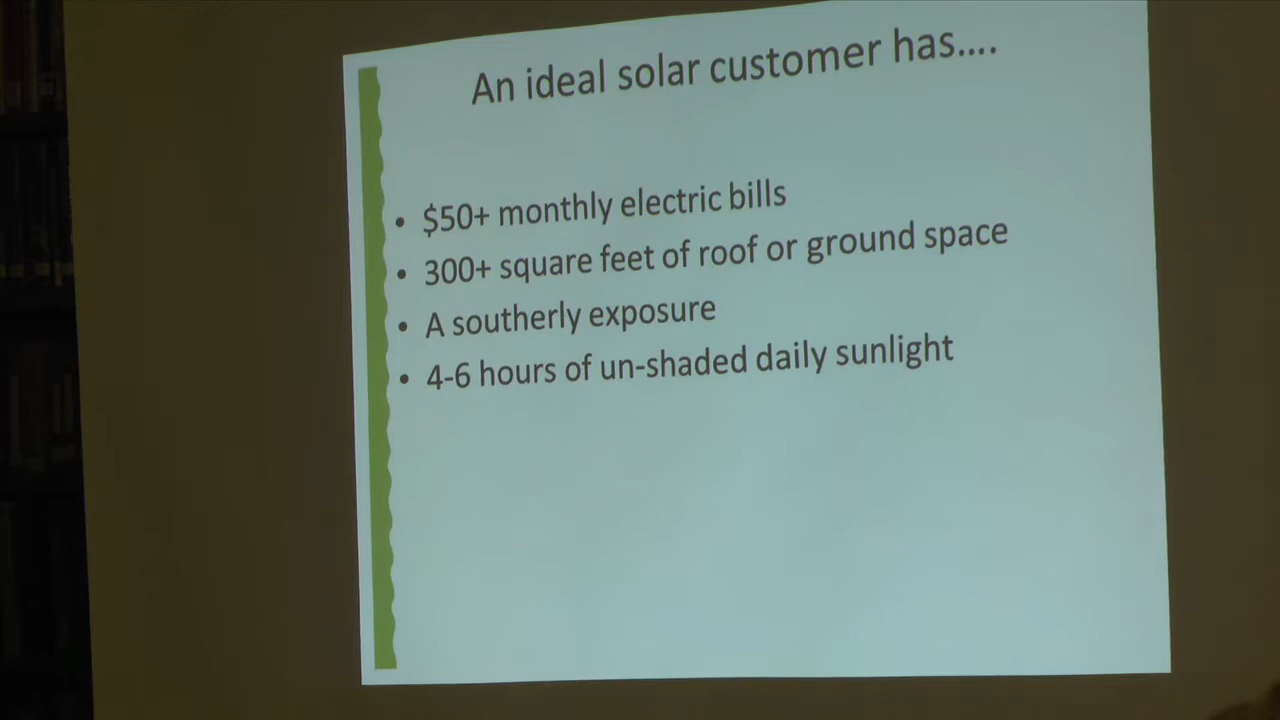 An ideal solar customer has....
• $50+ monthly electric bills
• 300+ square feet of roof or ground space
• A southerly exposure
• 4-6 hours of un-shaded daily sunlight